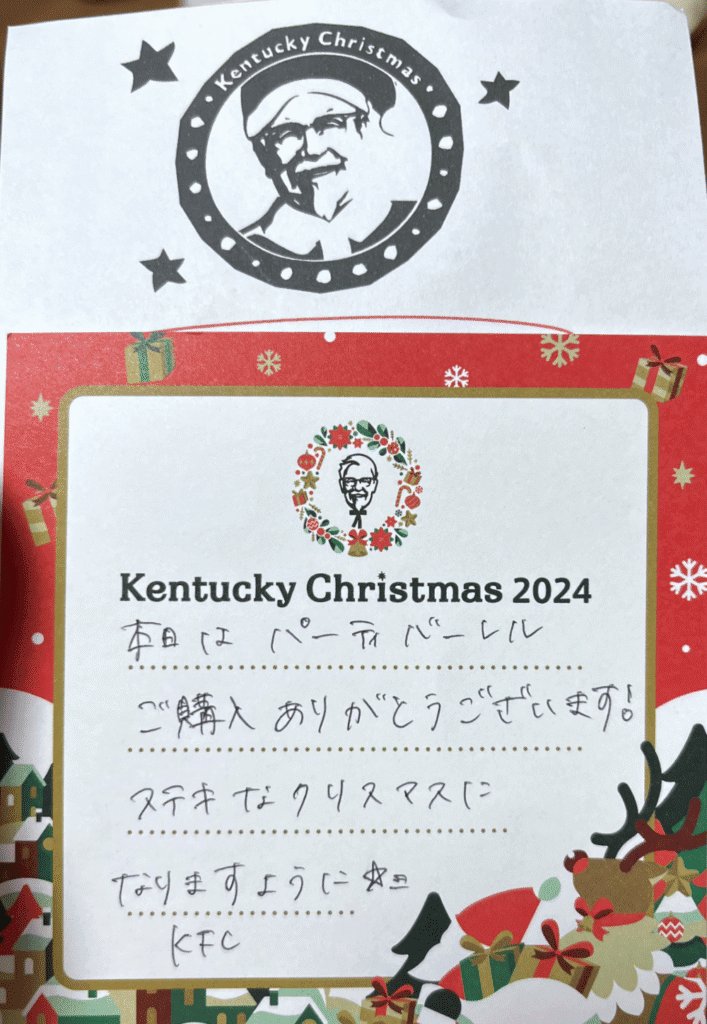 Kentucky Christmas
Kentucky Christmas 2024
本日は パーティバーレル
ご購入 ありがとうございます!
ステキなクリスマスに
なりますように
KFC